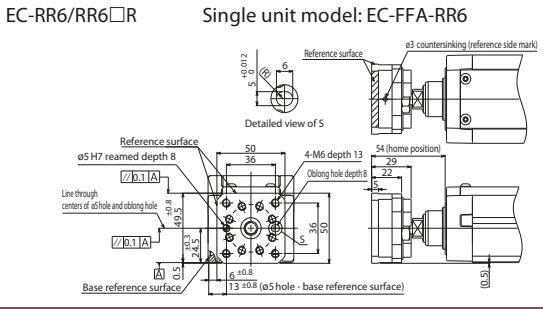 EC-RR6/RR6□R Single unit model: EC-FFA-RR6
ø3 countersinking (reference side mark)
Reference surface
6
+0.012
5 0
(R)
Detailed view of S
Reference surface
50
36
ø5 H7 reamed depth 8
4-M6 depth 13
Oblong hole depth 8
54 (home position)
29
22
5
// 0.1 A
Line through
centers of ø5 hole and oblong hole
49.5 ±0.8
24.5 ±0.3
// 0.1 A
A
0.5
S
36
50
6 ±0.8
13 ±0.8 (ø5 hole - base reference surface)
Base reference surface
(0.5)